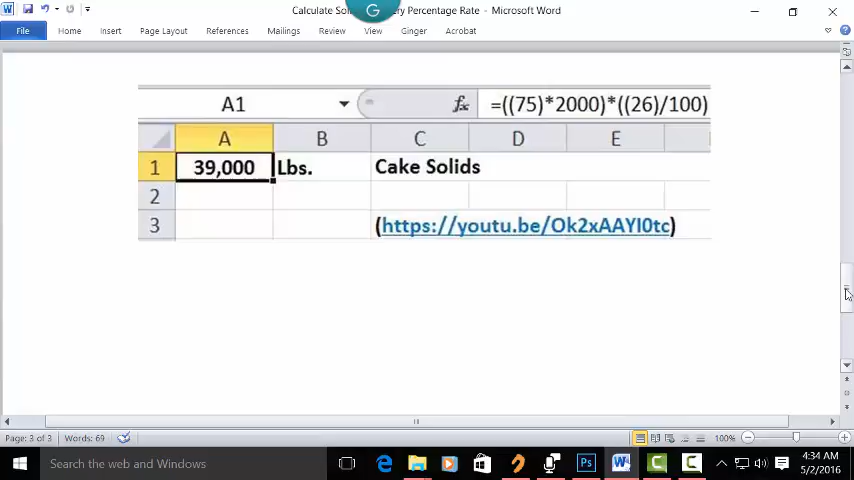 Calculate So ery Percentage Rate - Microsoft Word
File Home Insert Page Layout References Mailings Review View Ginger Acrobat
A1 fx =((75)*2000)*((26)/100)
A B C D E
1 39,000 Lbs. Cake Solids
2
3 (https://youtu.be/Ok2xAAYI0tc)
Page: 3 of 3 Words: 69 100%
Search the web and Windows 4:34 AM
5/2/2016